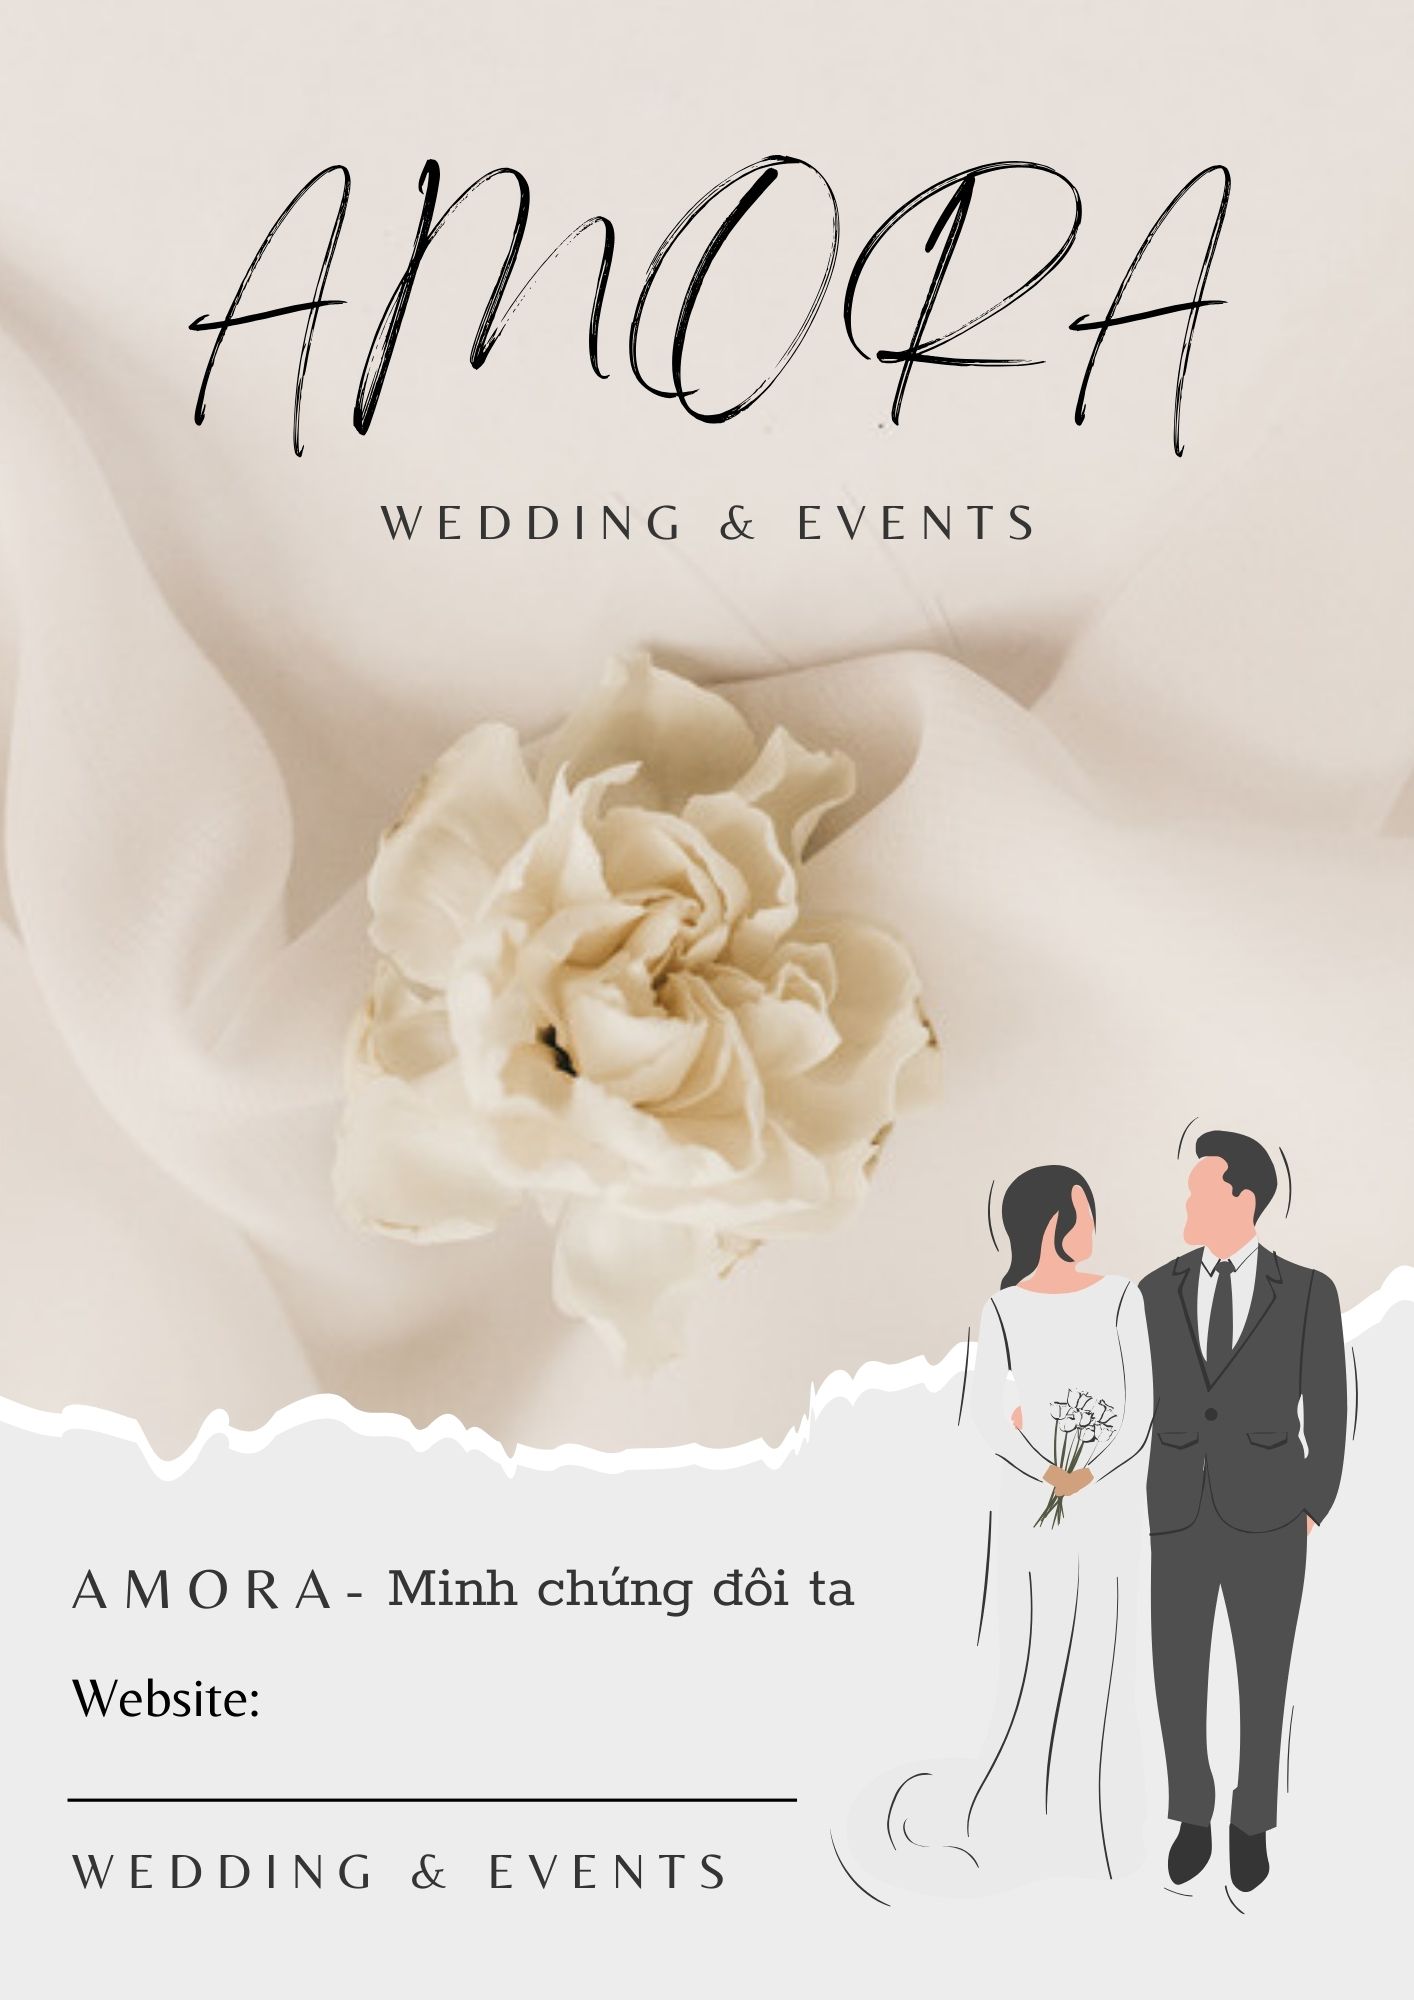 AMORA
WEDDING & EVENTS
AMORA- Minh chứng đôi ta
Website:
WEDDING & EVENTS